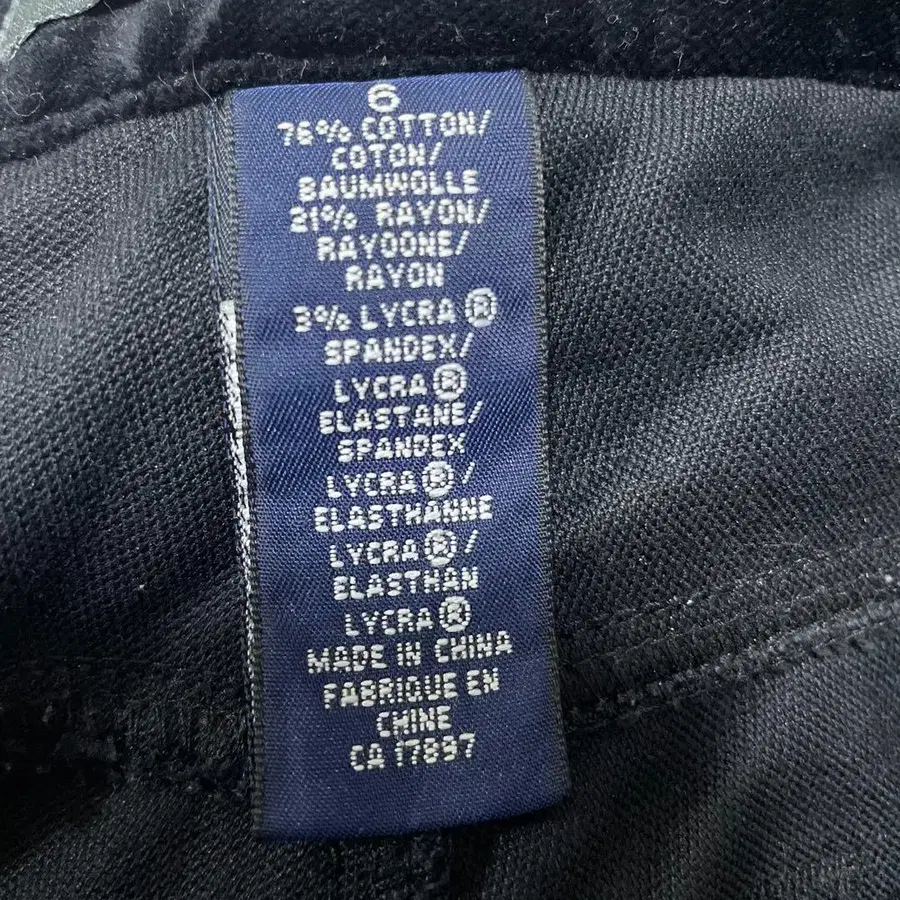 6
76% COTTON/
COTON/
BAUMWOLLE
21% RAYON/
RAYOONE/
RAYON
3% LYCRA®
SPANDEX/
LYCRA®
ELASTANE/
SPANDEX
LYCRA®/
ELASTHANNE
LYCRA®/
ELASTHAN
LYCRA®
MADE IN CHINA
FABRIQUE EN
CHINE
CA 17897